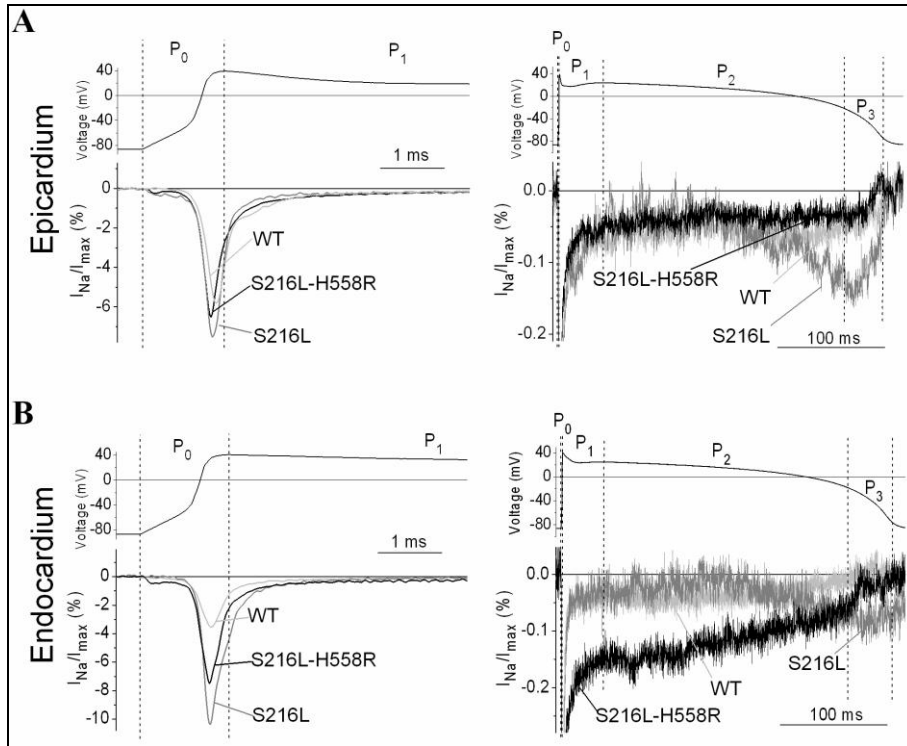 A
Epicardium
P0
P1
40
0
-80
Voltage (mV)
1 ms
0
-2
-4
-6
INa/Imax (%)
WT
S216L-H558R
S216L
P0
P1
P2
P3
40
0
-80
Voltage (mV)
0.0
-0.1
-0.2
INa/Imax (%)
S216L-H558R
WT
S216L
100 ms
B
Endocardium
P0
P1
40
0
-40
-80
Voltage (mV)
1 ms
0
-2
-4
-6
-8
-10
INa/Imax (%)
WT
S216L-H558R
S216L
P0
P1
P2
P3
40
0
-40
-80
Voltage (mV)
0.0
-0.1
-0.2
INa/Imax (%)
WT
S216L
S216L-H558R
100 ms